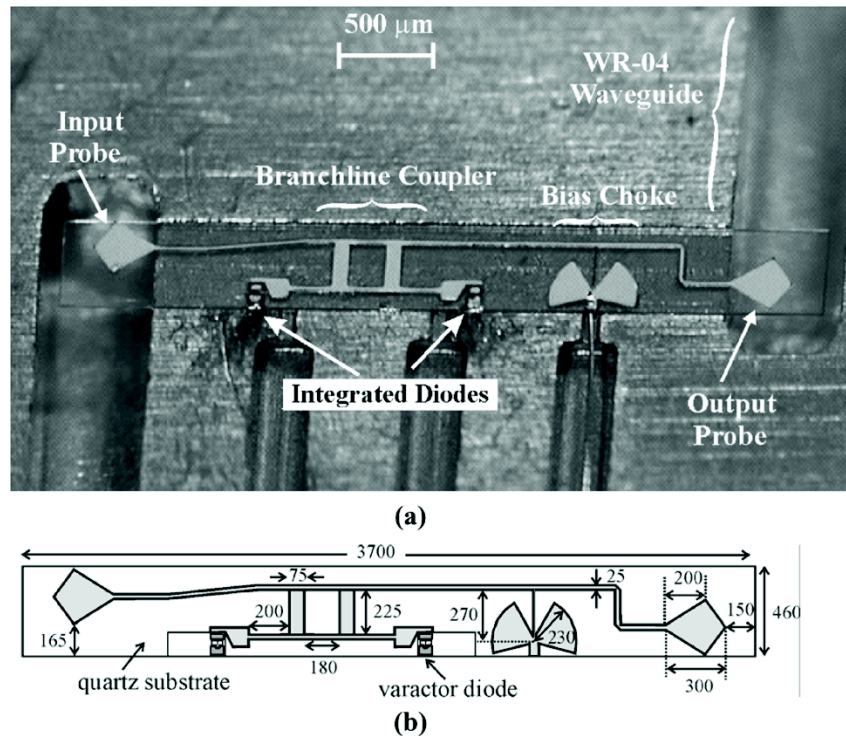 500 μm
WR-04
Waveguide
Input
Probe
Branchline Coupler
Bias Choke
Integrated Diodes
Output
Probe
(a)
3700
75
25
200
200
225
270
150
460
165
230
180
300
quartz substrate
varactor diode
(b)